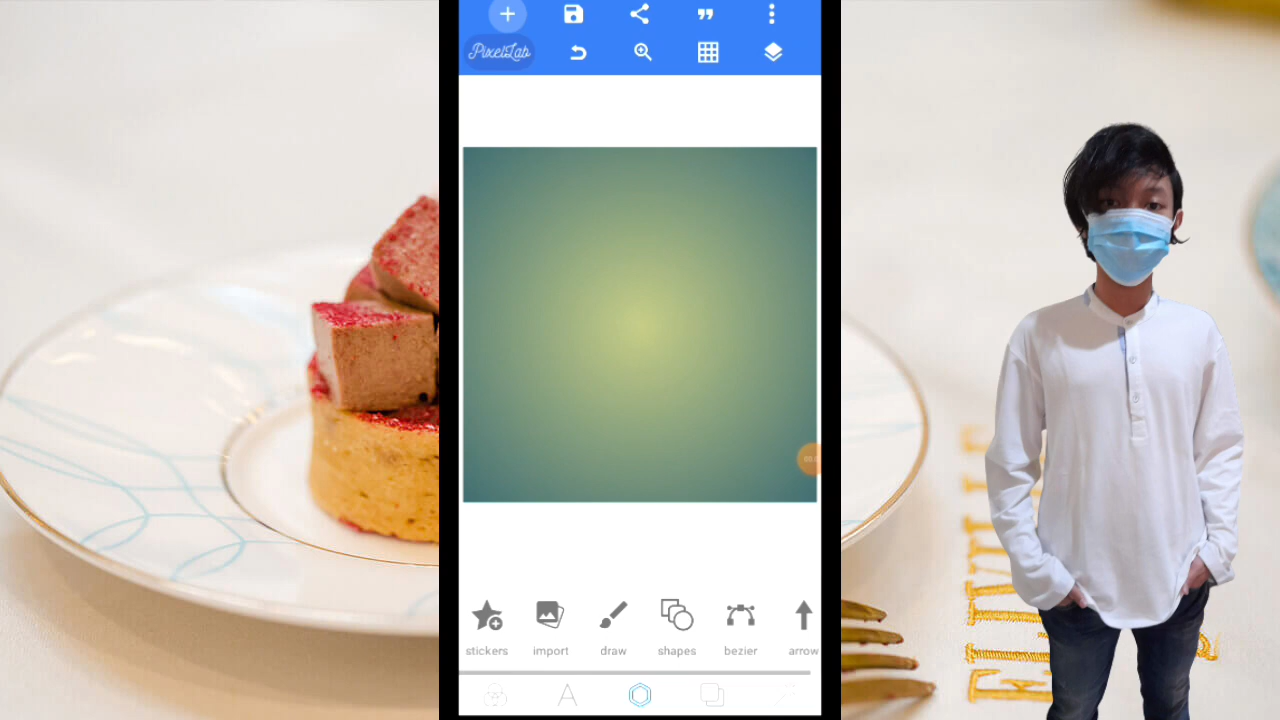 PixelLab
stickers
import
draw
shapes
bezier
arrow